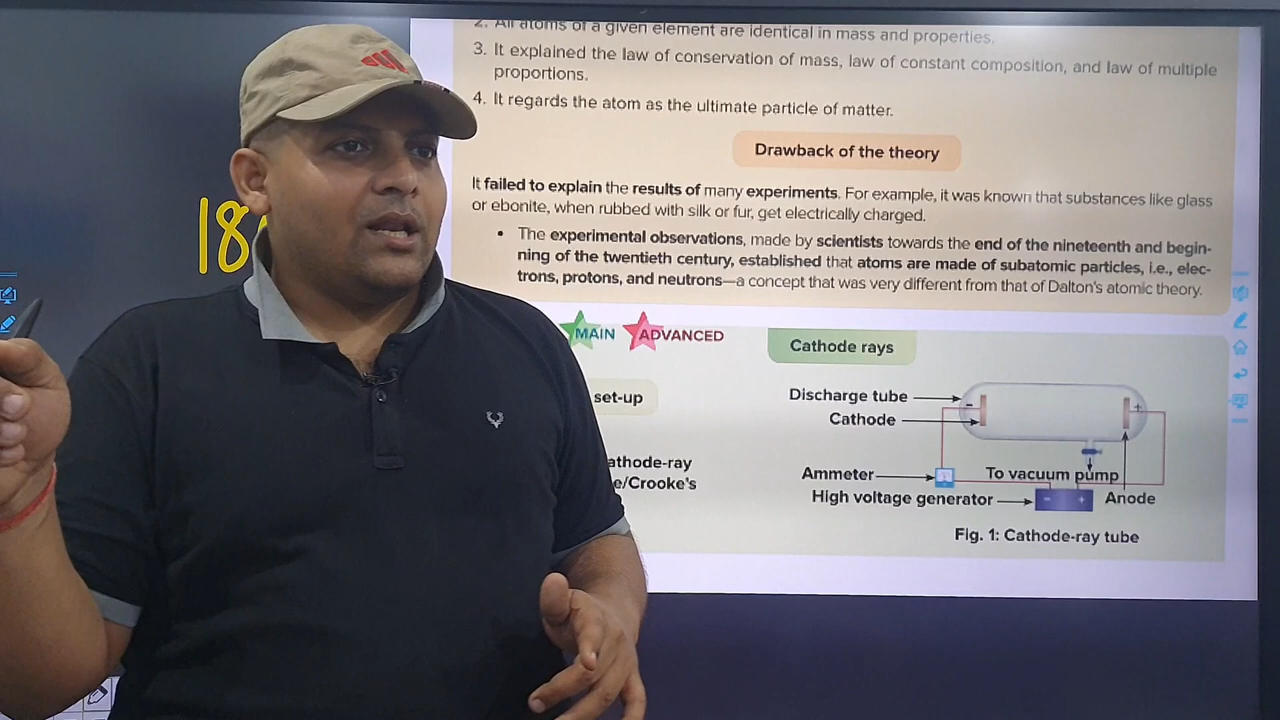 2. All atoms of a given element are identical in mass and properties.
3. It explained the law of conservation of mass, law of constant composition, and law of multiple
proportions.
4. It regards the atom as the ultimate particle of matter.
Drawback of the theory
It failed to explain the results of many experiments. For example, it was known that substances like glass
or ebonite, when rubbed with silk or fur, get electrically charged.
• The experimental observations, made by scientists towards the end of the nineteenth and begin-
ning of the twentieth century, established that atoms are made of subatomic particles, i.e., elec-
trons, protons, and neutrons—a concept that was very different from that of Dalton's atomic theory.
18
MAIN ADVANCED
Cathode rays
set-up
athode-ray
e/Crooke's
Discharge tube
Cathode
Ammeter
To vacuum pump
High voltage generator
Anode
- +
- +
Fig. 1: Cathode-ray tube